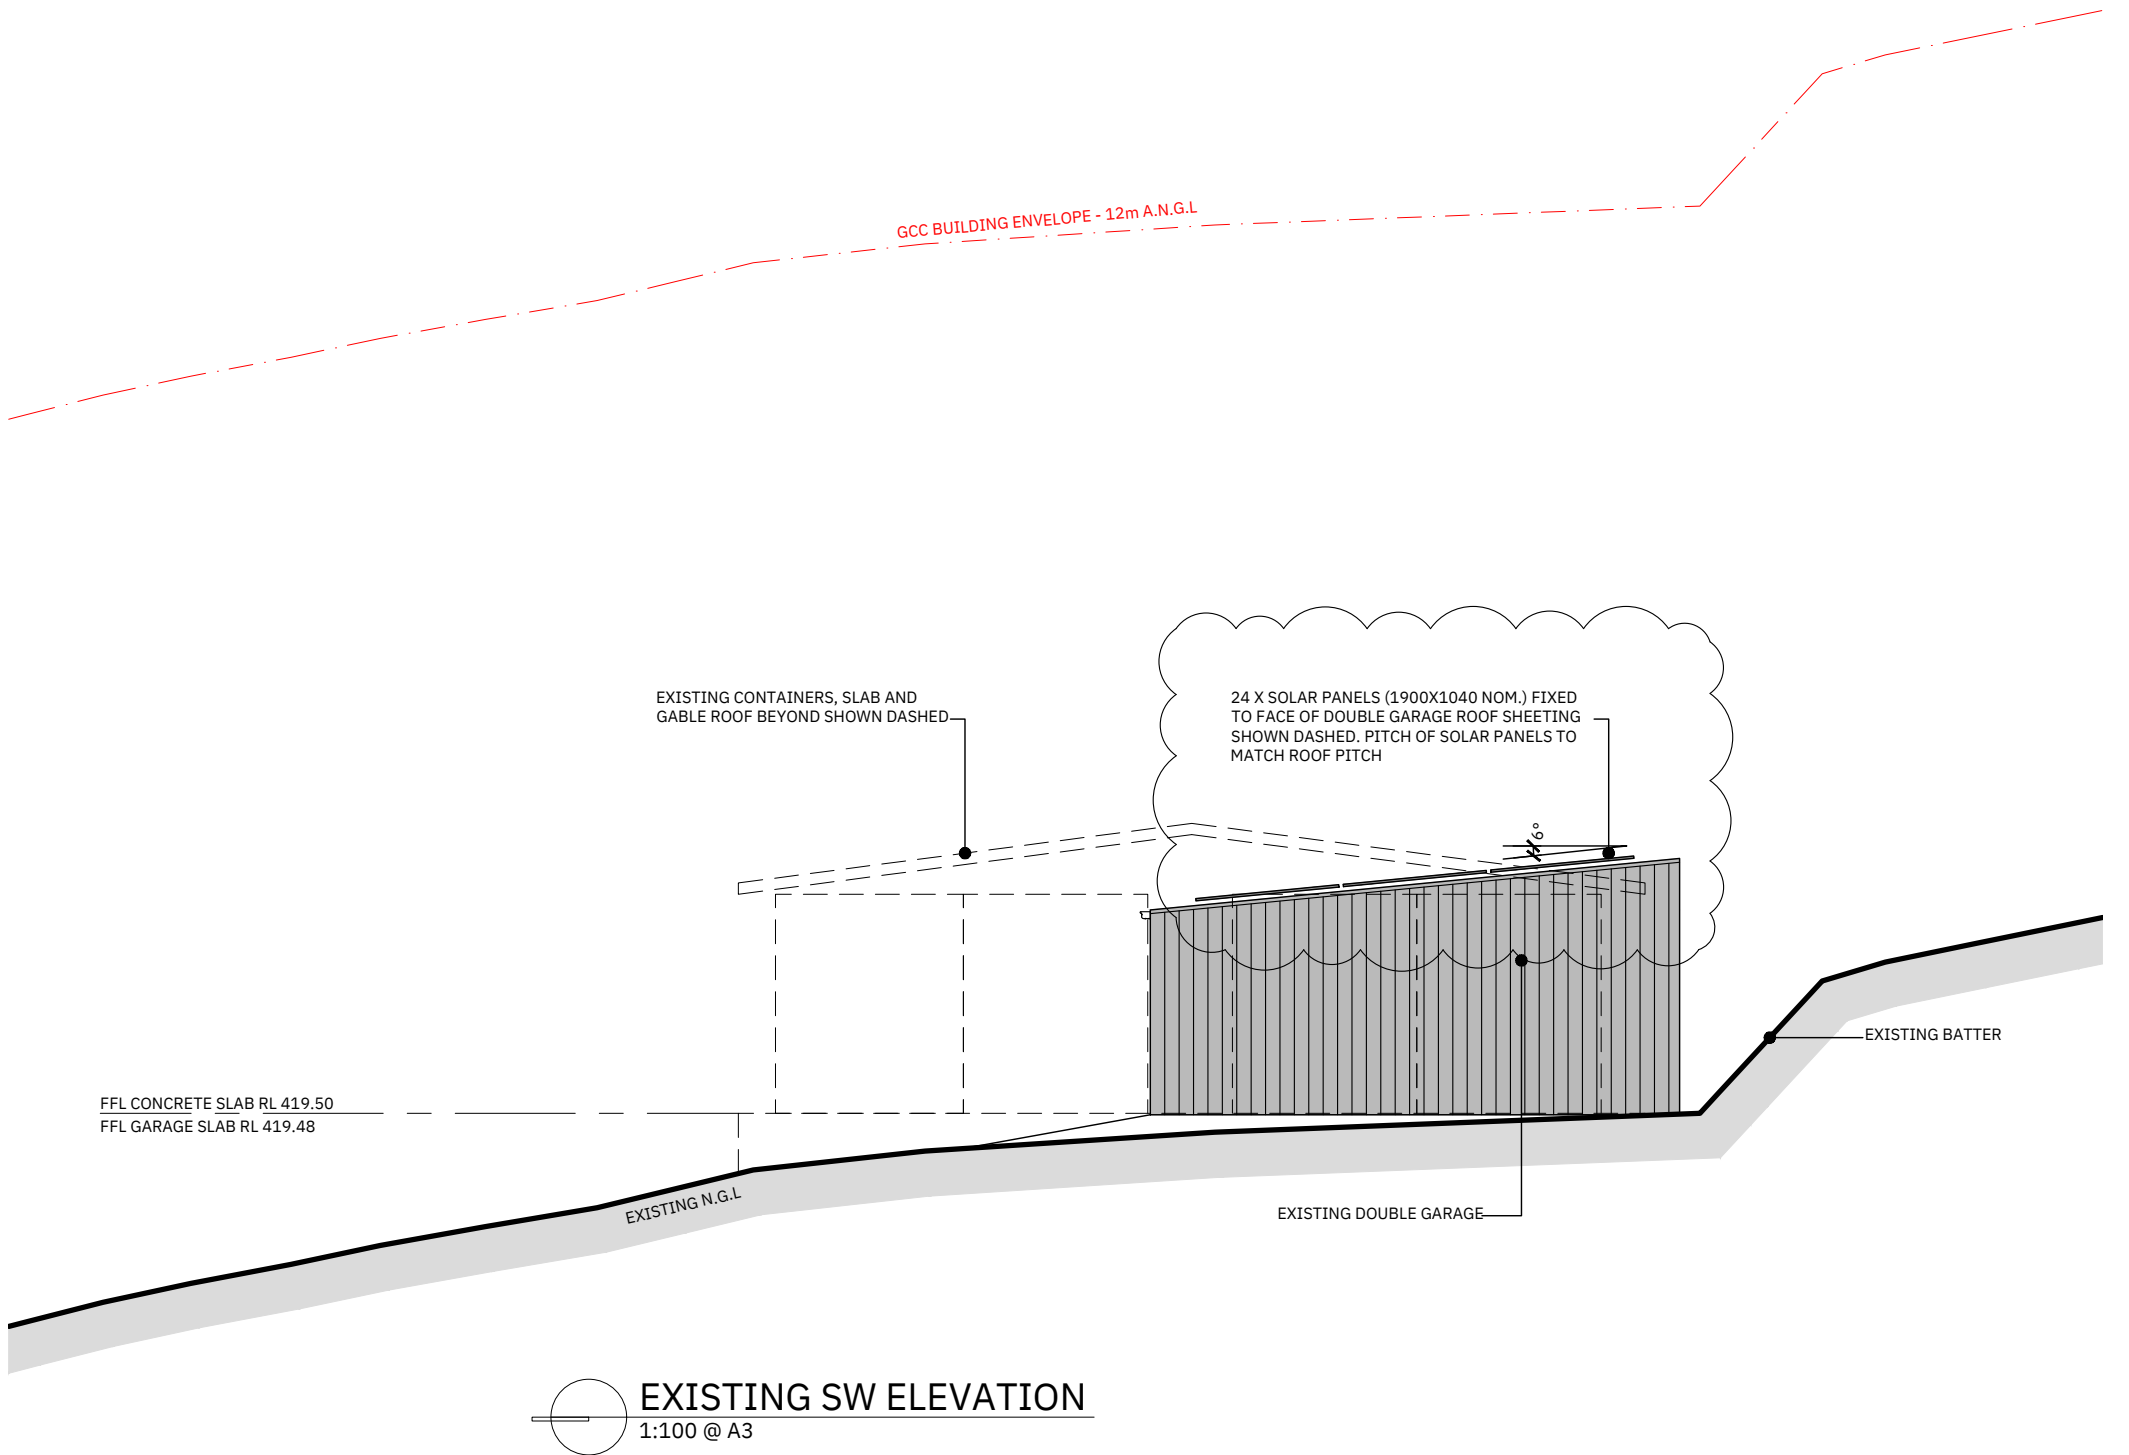 GCC BUILDING ENVELOPE - 12m A.N.G.L
EXISTING CONTAINERS, SLAB AND
GABLE ROOF BEYOND SHOWN DASHED
24 X SOLAR PANELS (1900X1040 NOM.) FIXED
TO FACE OF DOUBLE GARAGE ROOF SHEETING
SHOWN DASHED. PITCH OF SOLAR PANELS TO
MATCH ROOF PITCH
6°
EXISTING BATTER
FFL CONCRETE SLAB RL 419.50
FFL GARAGE SLAB RL 419.48
EXISTING N.G.L
EXISTING DOUBLE GARAGE
EXISTING SW ELEVATION
1:100 @ A3